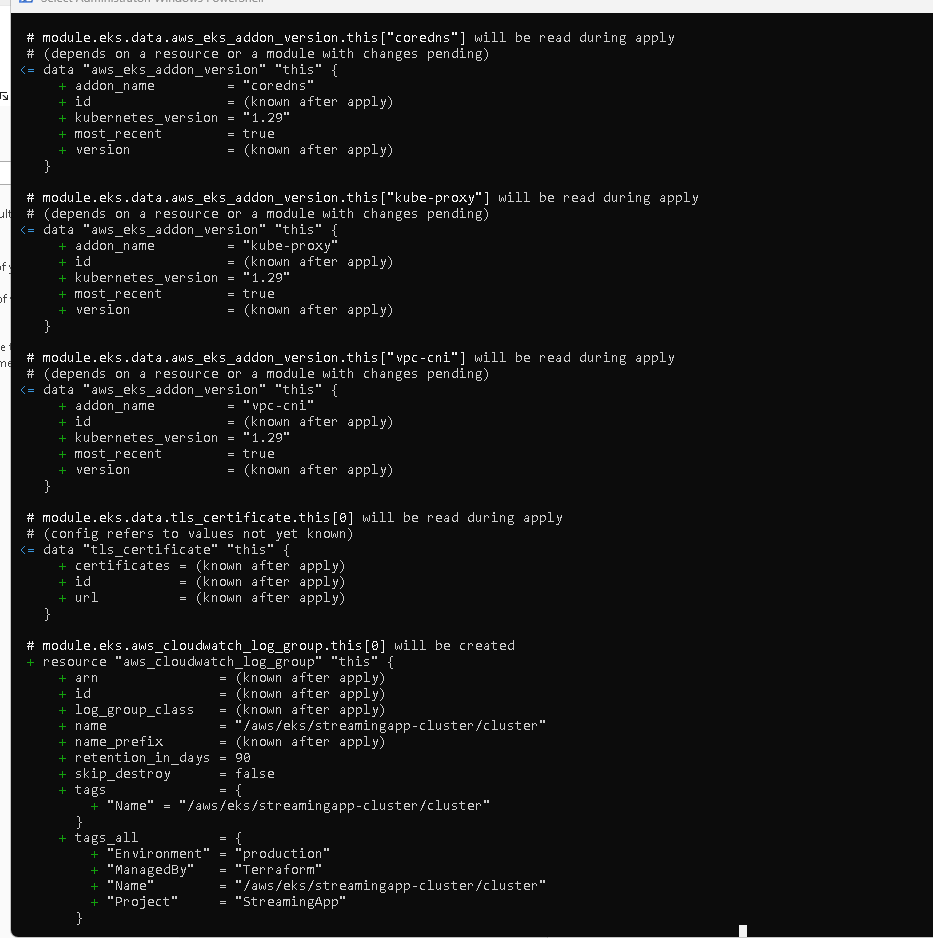 # module.eks.data.aws_eks_addon_version.this["coredns"] will be read during apply
# (depends on a resource or a module with changes pending)
<= data "aws_eks_addon_version" "this" {
+ addon_name = "coredns"
+ id = (known after apply)
+ kubernetes_version = "1.29"
+ most_recent = true
+ version = (known after apply)
}
# module.eks.data.aws_eks_addon_version.this["kube-proxy"] will be read during apply
# (depends on a resource or a module with changes pending)
<= data "aws_eks_addon_version" "this" {
+ addon_name = "kube-proxy"
+ id = (known after apply)
+ kubernetes_version = "1.29"
+ most_recent = true
+ version = (known after apply)
}
# module.eks.data.aws_eks_addon_version.this["vpc-cni"] will be read during apply
# (depends on a resource or a module with changes pending)
<= data "aws_eks_addon_version" "this" {
+ addon_name = "vpc-cni"
+ id = (known after apply)
+ kubernetes_version = "1.29"
+ most_recent = true
+ version = (known after apply)
}
# module.eks.data.tls_certificate.this[0] will be read during apply
# (config refers to values not yet known)
<= data "tls_certificate" "this" {
+ certificates = (known after apply)
+ id = (known after apply)
+ url = (known after apply)
}
# module.eks.aws_cloudwatch_log_group.this[0] will be created
+ resource "aws_cloudwatch_log_group" "this" {
+ arn = (known after apply)
+ id = (known after apply)
+ log_group_class = (known after apply)
+ name = "/aws/eks/streamingapp-cluster/cluster"
+ name_prefix = (known after apply)
+ retention_in_days = 90
+ skip_destroy = false
+ tags = {
+ "Name" = "/aws/eks/streamingapp-cluster/cluster"
}
+ tags_all = {
+ "Environment" = "production"
+ "ManagedBy" = "Terraform"
+ "Name" = "/aws/eks/streamingapp-cluster/cluster"
+ "Project" = "StreamingApp"
}